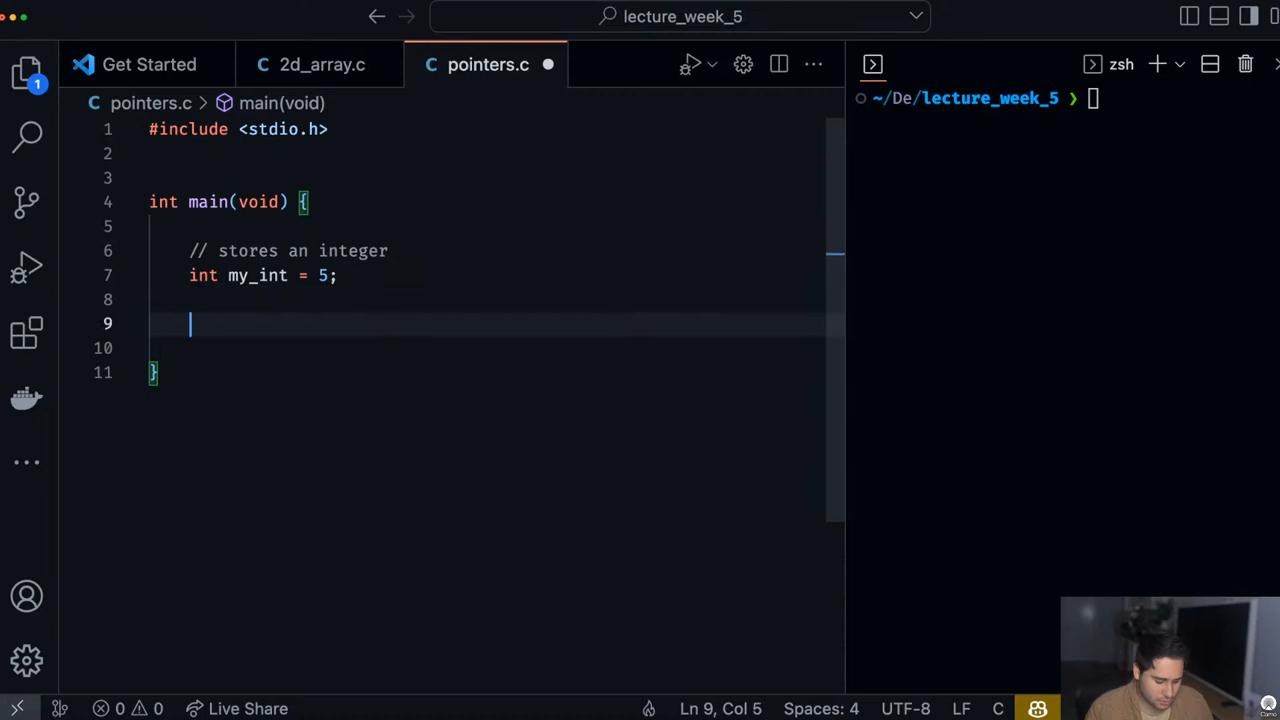 lecture_week_5
Get Started
C 2d_array.c
C pointers.c
zsh
C pointers.c > main(void)
~/De/lecture_week_5 ❯
1 #include <stdio.h>
2
3
4 int main(void) {
5
6 // stores an integer
7 int my_int = 5;
8
9
10
11 }
1
0 0 Live Share Ln 9, Col 5 Spaces: 4 UTF-8 LF C
Camo